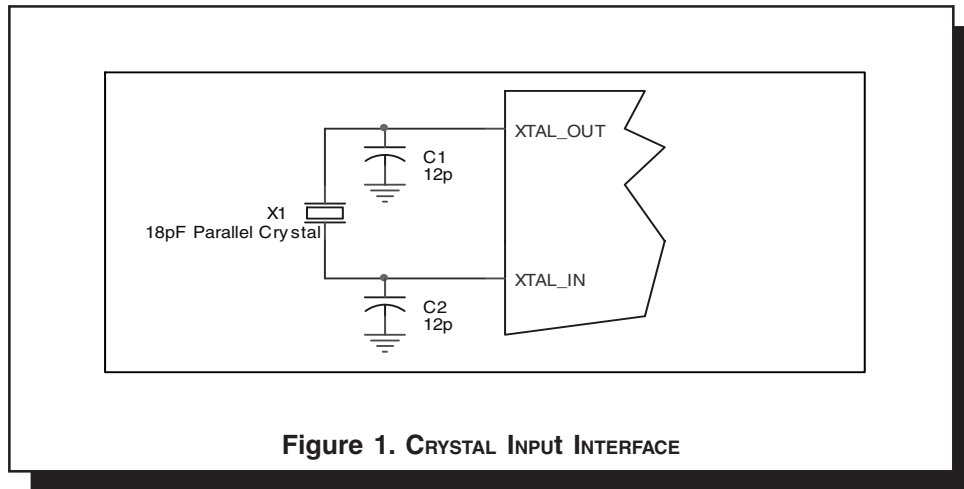 XTAL_OUT
C1
12p
X1
18pF Parallel Crystal
XTAL_IN
C2
12p
Figure 1. CRYSTAL INPUt INTERFACE